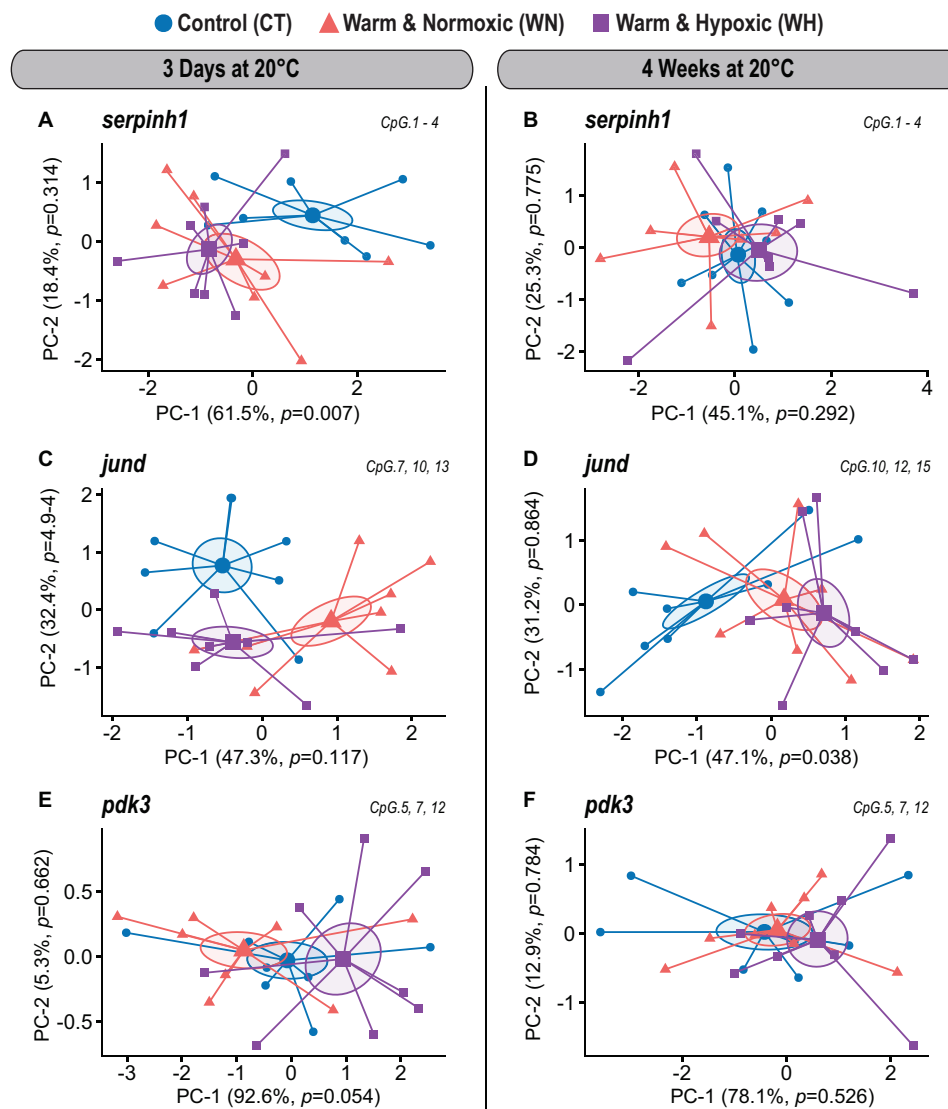 Control (CT) Warm & Normoxic (WN) Warm & Hypoxic (WH)
3 Days at 20°C
4 Weeks at 20°C
A serpinh1 CpG.1 - 4
PC-2 (18.4%, p=0.314)
1
0
-1
-2
-2 0 2
PC-1 (61.5%, p=0.007)
B serpinh1 CpG.1 - 4
PC-2 (25.3%, p=0.775)
1
0
-1
-2
-2 0 2 4
PC-1 (45.1%, p=0.292)
C jund CpG.7, 10, 13
PC-2 (32.4%, p=4.9-4)
2
1
0
-1
-2 -1 0 1 2
PC-1 (47.3%, p=0.117)
D jund CpG.10, 12, 15
PC-2 (31.2%, p=0.864)
1
0
-1
-2 -1 0 1 2
PC-1 (47.1%, p=0.038)
E pdk3 CpG.5, 7, 12
PC-2 (5.3%, p=0.662)
0.5
0.0
-0.5
-3 -2 -1 0 1 2
PC-1 (92.6%, p=0.054)
F pdk3 CpG.5, 7, 12
PC-2 (12.9%, p=0.784)
1
0
-1
-2 0 2
PC-1 (78.1%, p=0.526)